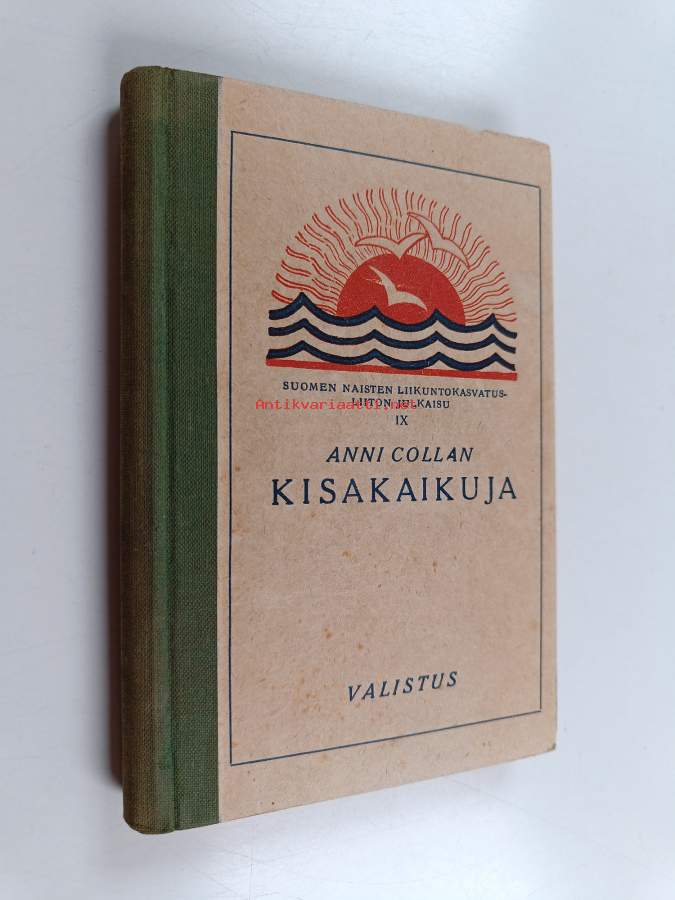 SUOMEN NAISTEN LIIKUNTOKASVATUS-
LIITON JULKAISU
Antikvariaatti.net
IX
ANNI COLLAN
KISAKAIKUJA
VALISTUS